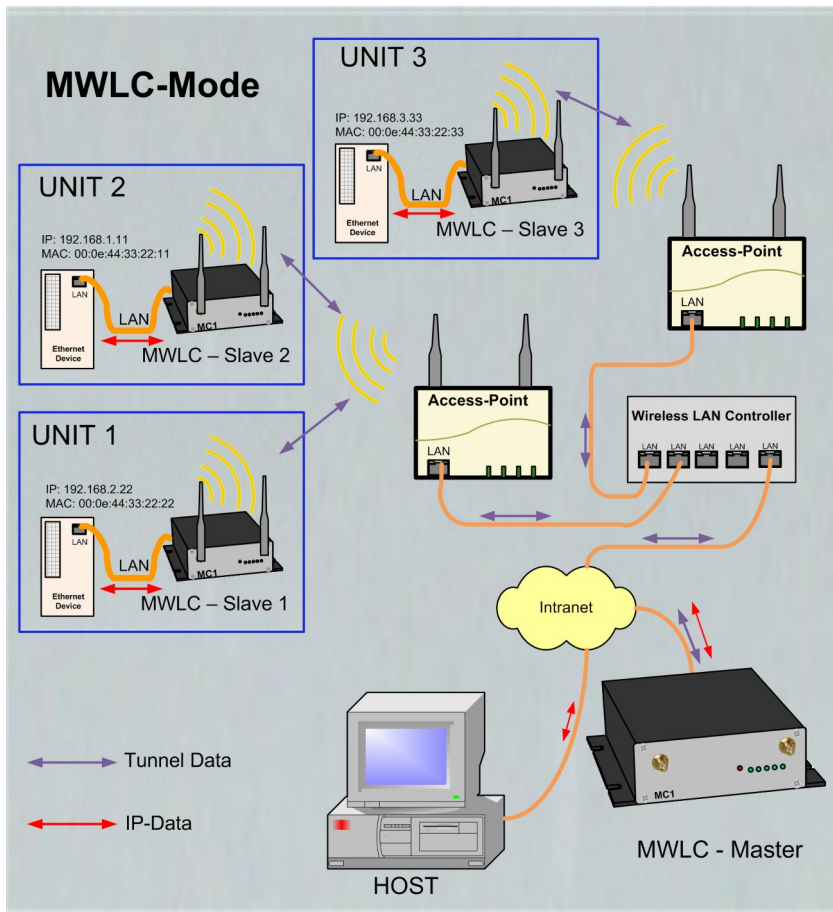 MWLC-Mode
UNIT 3
IP: 192.168.3.33
MAC: 00:0e:44:33:22:33
LAN
LAN
Ethernet
Device
MC1
MWLC – Slave 3
UNIT 2
IP: 192.168.1.11
MAC: 00:0e:44:33:22:11
LAN
LAN
Ethernet
Device
MC1
MWLC – Slave 2
UNIT 1
IP: 192.168.2.22
MAC: 00:0e:44:33:22:22
LAN
LAN
Ethernet
Device
MC1
MWLC – Slave 1
Access-Point
LAN
Access-Point
LAN
Wireless LAN Controller
LAN LAN LAN LAN LAN
Intranet
Tunnel Data
IP-Data
HOST
MC1
MWLC - Master